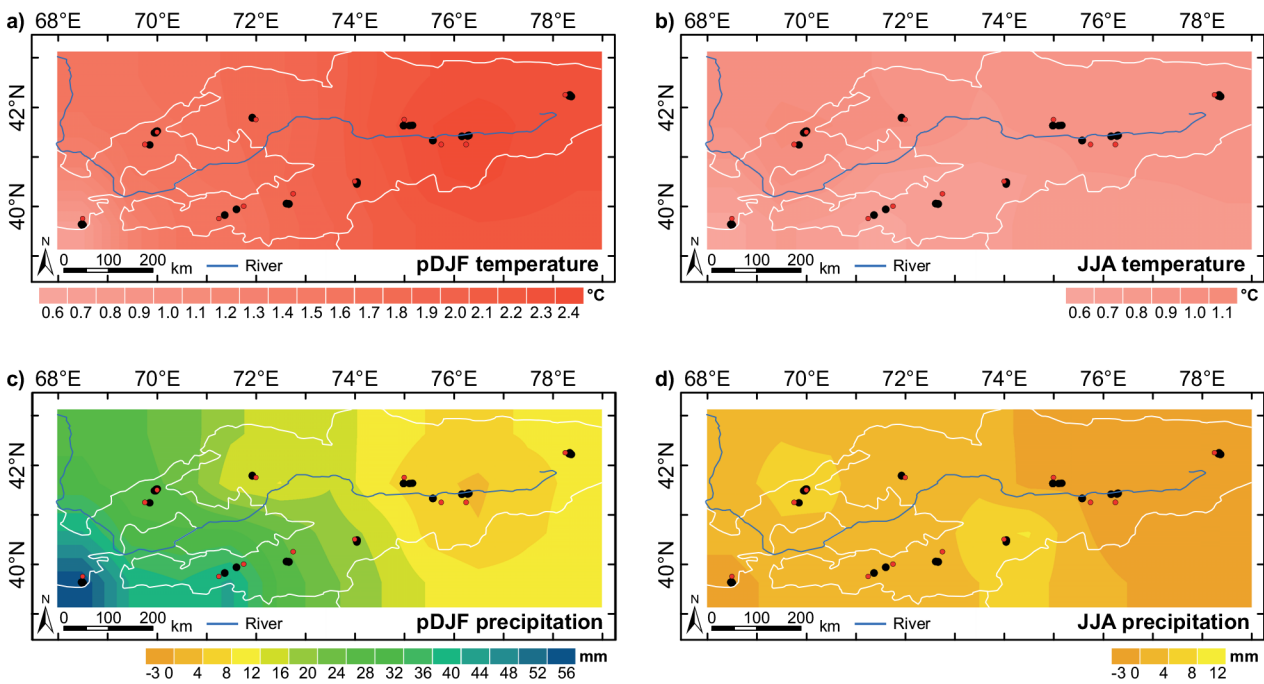 a) 68°E 70°E 72°E 74°E 76°E 78°E
42°N
40°N
N
0 100 200 km River pDJF temperature
°C
0.6 0.7 0.8 0.9 1.0 1.1 1.2 1.3 1.4 1.5 1.6 1.7 1.8 1.9 2.0 2.1 2.2 2.3 2.4
b) 68°E 70°E 72°E 74°E 76°E 78°E
42°N
40°N
N
0 100 200 km River JJA temperature
°C
0.6 0.7 0.8 0.9 1.0 1.1
c) 68°E 70°E 72°E 74°E 76°E 78°E
42°N
40°N
N
0 100 200 km River pDJF precipitation
mm
-3 0 4 8 12 16 20 24 28 32 36 40 44 48 52 56
d) 68°E 70°E 72°E 74°E 76°E 78°E
42°N
40°N
N
0 100 200 km River JJA precipitation
mm
-3 0 4 8 12